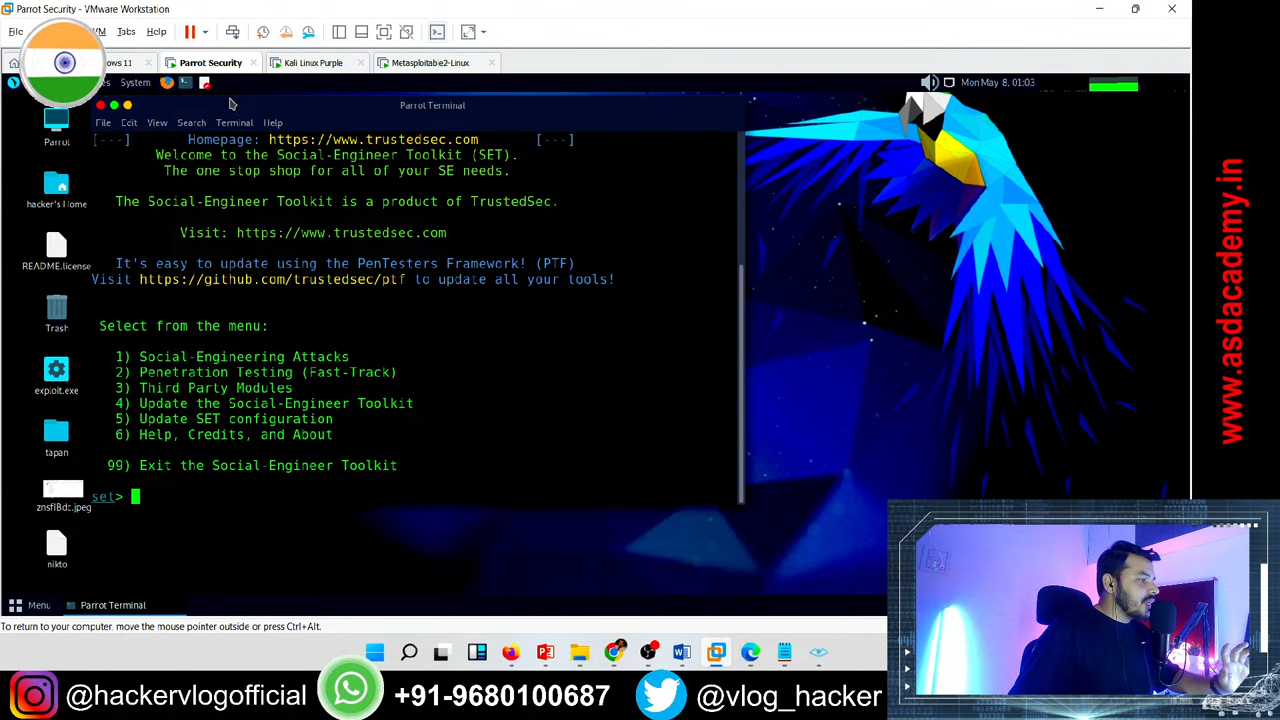 Parrot Security - VMware Workstation
File
VM
Tabs
Help
ows 11
Parrot Security
Kali Linux Purple
Metasploitable2-Linux
System
Mon May 8, 01:03
Parrot Terminal
File Edit View Search Terminal Help
[---] Homepage: https://www.trustedsec.com [---]
Welcome to the Social-Engineer Toolkit (SET).
The one stop shop for all of your SE needs.
The Social-Engineer Toolkit is a product of TrustedSec.
Visit: https://www.trustedsec.com
It's easy to update using the PenTesters Framework! (PTF)
Visit https://github.com/trustedsec/ptf to update all your tools!
Select from the menu:
1) Social-Engineering Attacks
2) Penetration Testing (Fast-Track)
3) Third Party Modules
4) Update the Social-Engineer Toolkit
5) Update SET configuration
6) Help, Credits, and About
99) Exit the Social-Engineer Toolkit
set>
Parrot
hacker's Home
README.license
Trash
exploit.exe
tapan
znsflBdc.jpeg
nikto
Menu
Parrot Terminal
To return to your computer, move the mouse pointer outside or press Ctrl+Alt.
www.asdacademy.in
@hackervlogofficial
+91-9680100687
@vlog_hacker